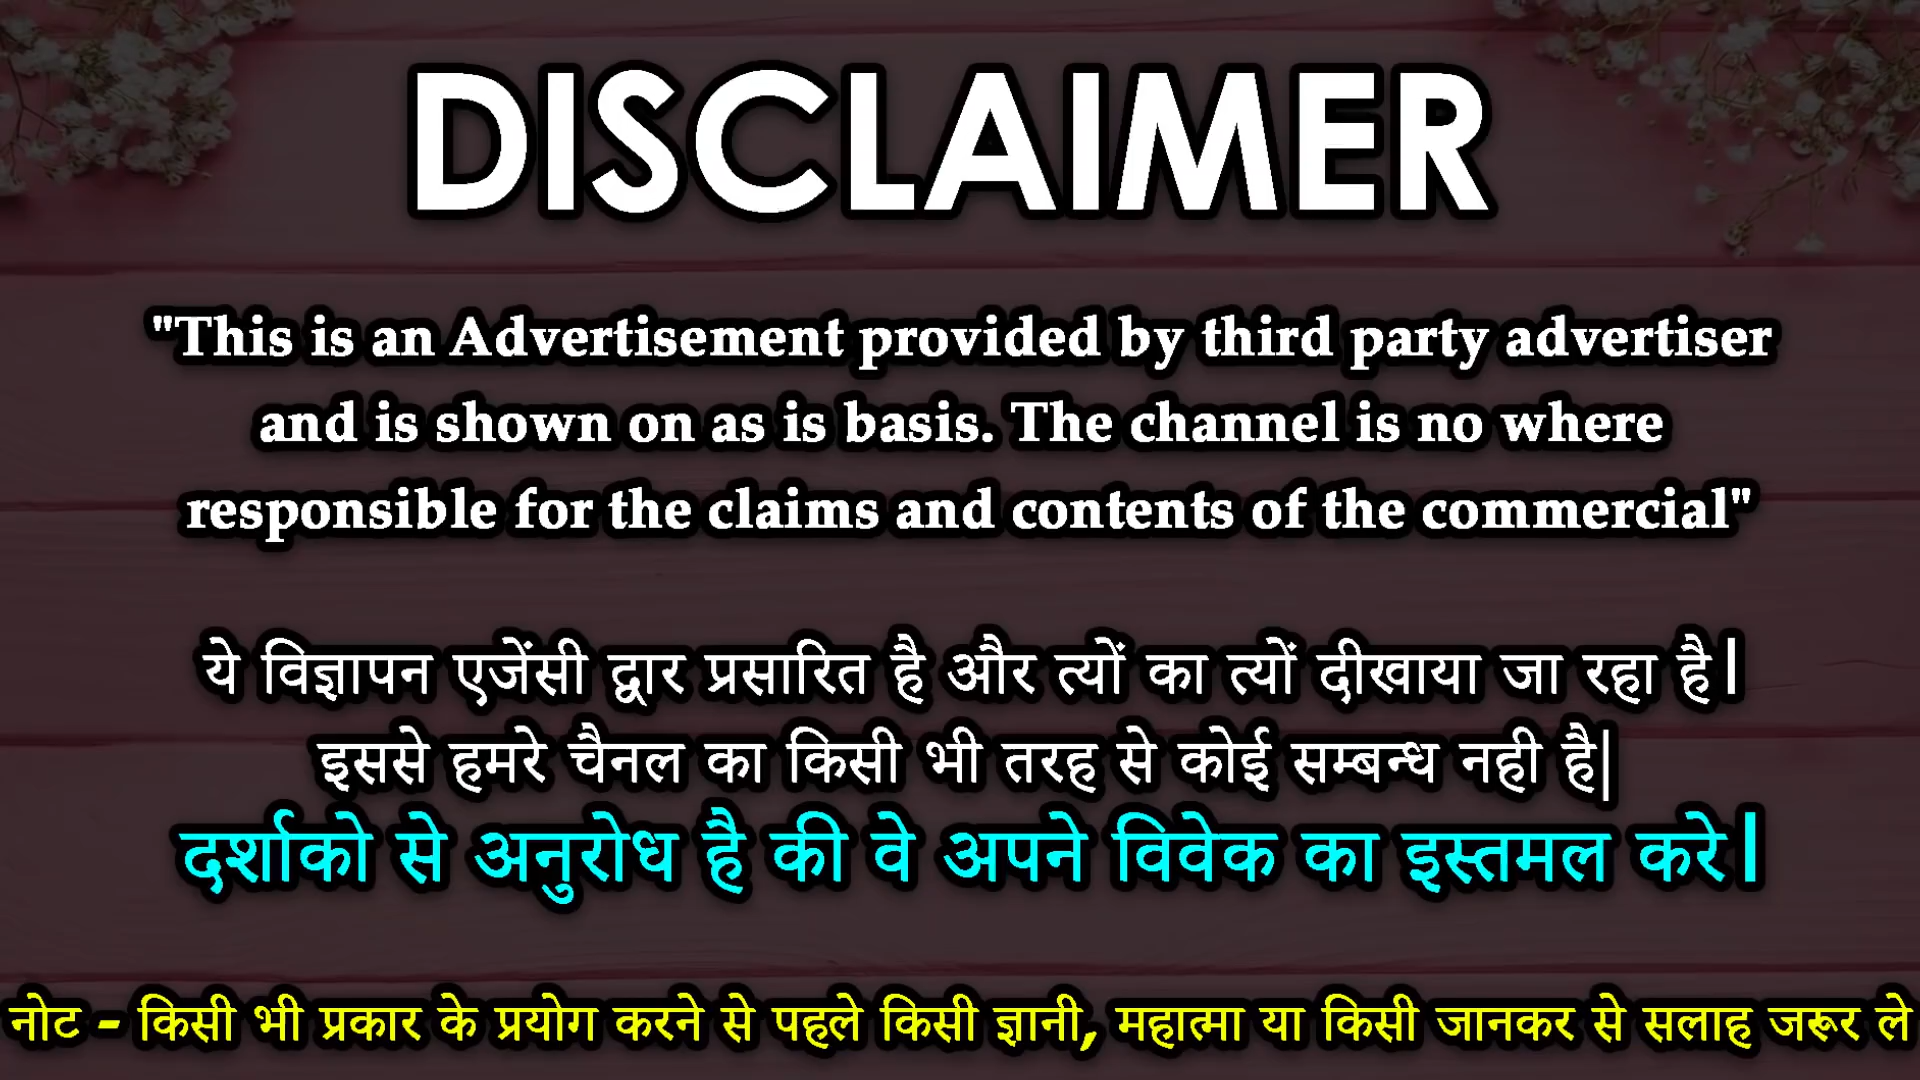 DISCLAIMER
"This is an Advertisement provided by third party advertiser
and is shown on as is basis. The channel is no where
responsible for the claims and contents of the commercial"
ये विज्ञापन एजेंसी द्वार प्रसारित है और त्यों का त्यों दीखाया जा रहा है।
इससे हमरे चैनल का किसी भी तरह से कोई सम्बन्ध नही है|
दर्शाको से अनुरोध है की वे अपने विवेक का इस्तमल करे।
नोट - किसी भी प्रकार के प्रयोग करने से पहले किसी ज्ञानी, महात्मा या किसी जानकर से सलाह जरूर ले